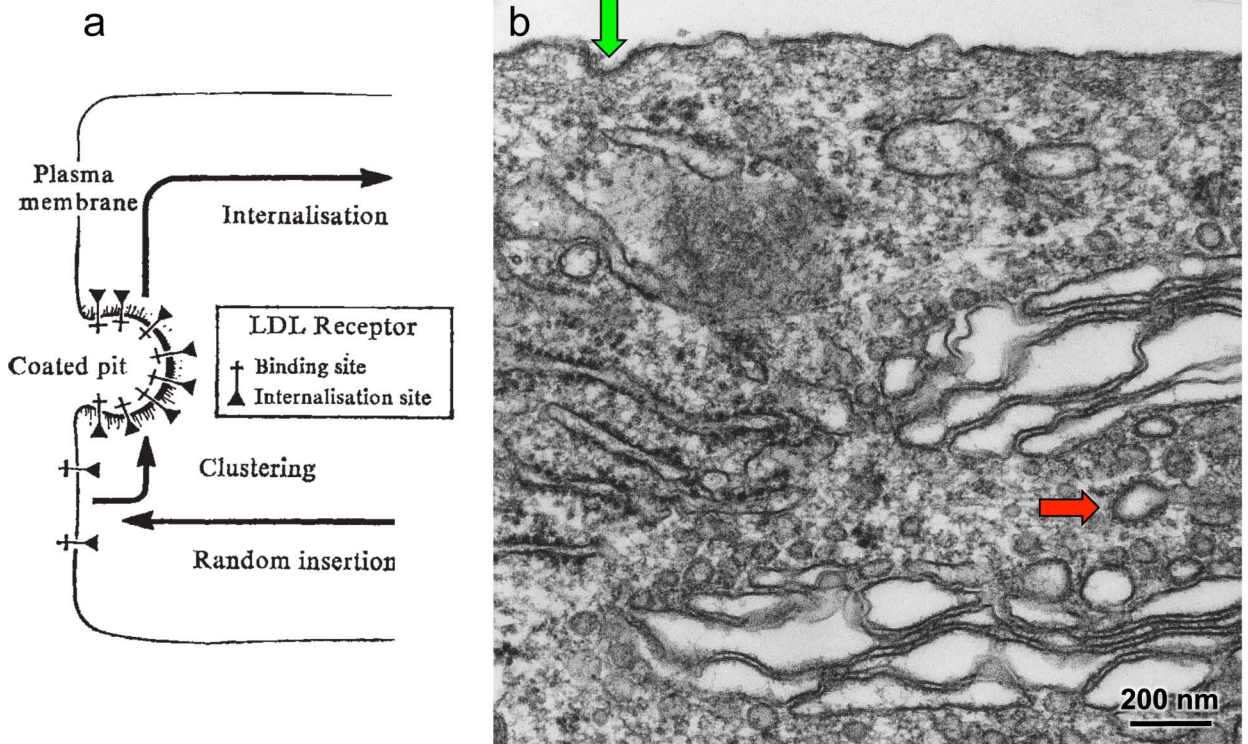 a
Plasma
membrane
Internalisation
LDL Receptor
Binding site
Internalisation site
Coated pit
Clustering
Random insertion
b
200 nm